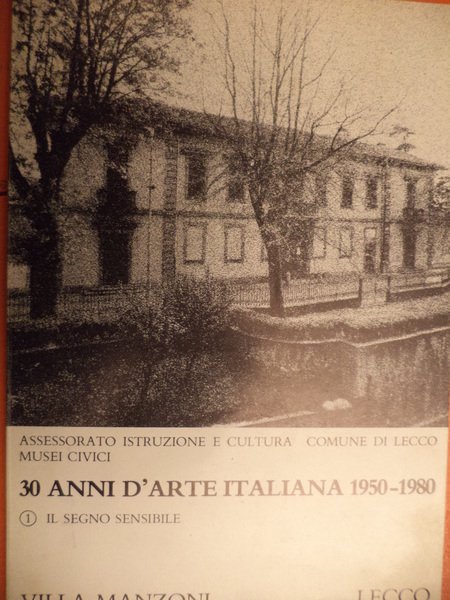 ASSESSORATO ISTRUZIONE E CULTURA COMUNE DI LECCO
MUSEI CIVICI
30 ANNI D'ARTE ITALIANA 1950-1980
1 IL SEGNO SENSIBILE
VILLA MANZONI LECCO